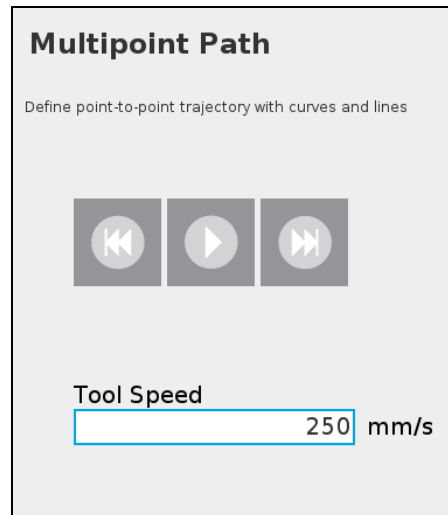 Multipoint Path
Define point-to-point trajectory with curves and lines
Tool Speed
250 mm/s